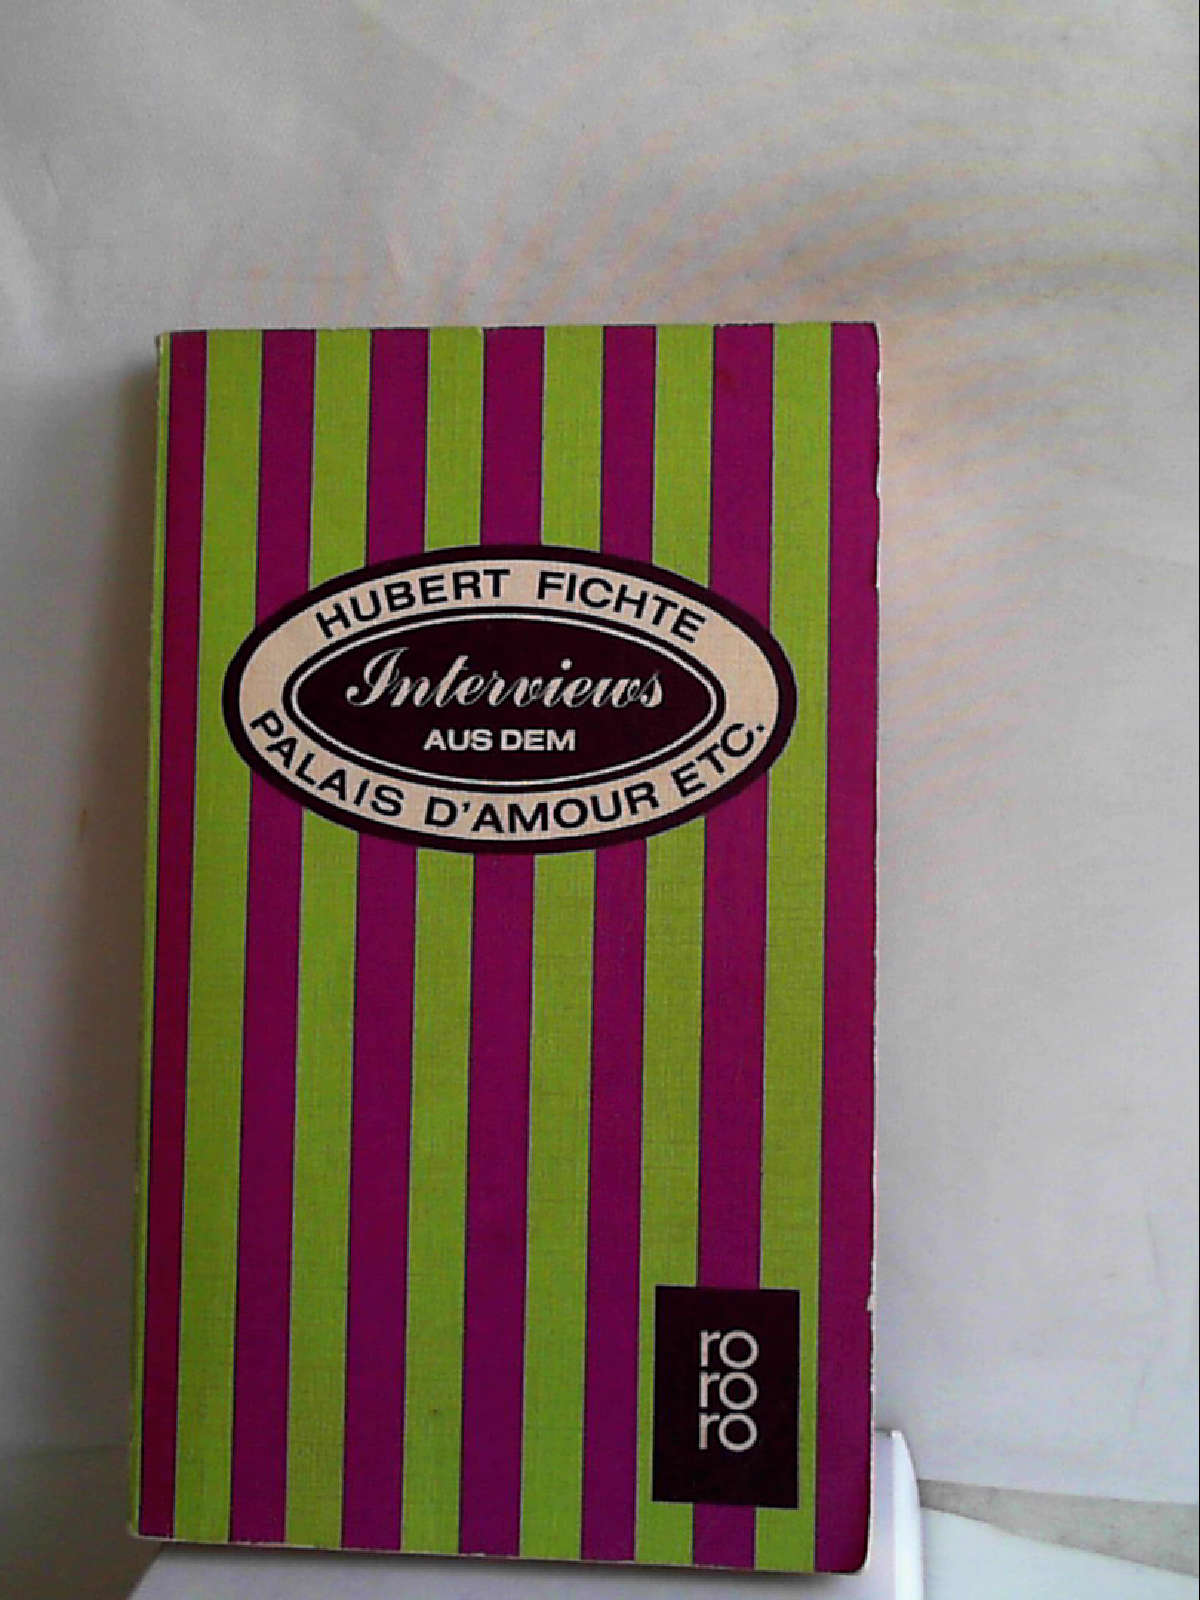 HUBERT FICHTE
Interviews
AUS DEM
PALAIS D'AMOUR ETC.
ro
ro
ro